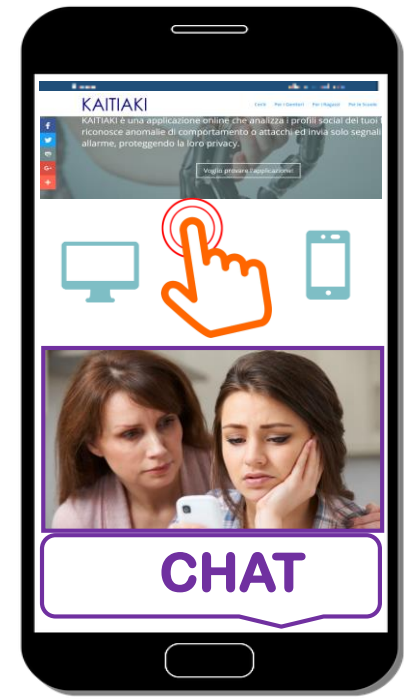 KAITIAKI
Cos'è Per i Genitori Per i Ragazzi Per le Scuole
KAITIAKI è una applicazione online che analizza i profili social dei tuoi
riconosce anomalie di comportamento o attacchi ed invia solo segnali
allarme, proteggendo la loro privacy.
Voglio provare l'applicazione!
CHAT